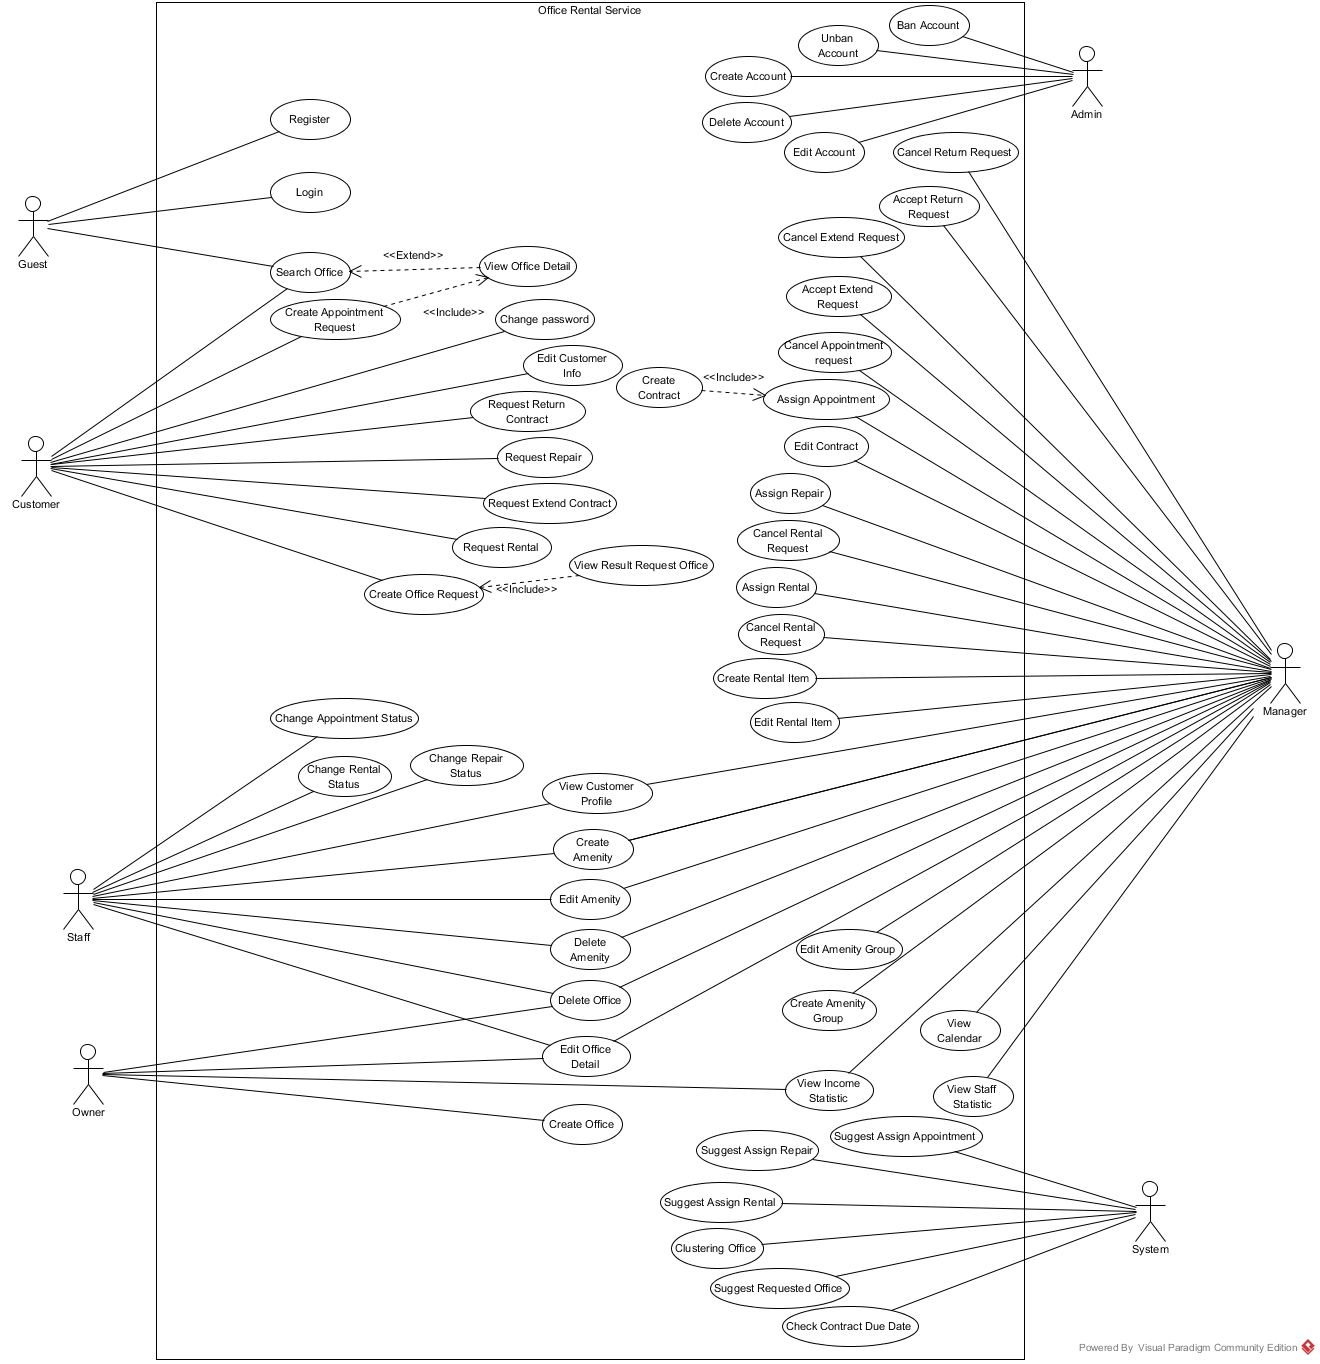 Office Rental Service
Ban Account
Unban
Account
Create Account
Delete Account
Edit Account
Admin
Register
Login
Guest
Search Office
<<Extend>>
View Office Detail
Create Appointment
Request
<<Include>>
Change password
Edit Customer
Info
Request Return
Contract
Request Repair
Request Extend Contract
Request Rental
Create Office Request
<<Include>>
View Result Request Office
Customer
Cancel Return Request
Accept Return
Request
Cancel Extend Request
Accept Extend
Request
Cancel Appointment
request
Create
Contract
<<Include>>
Assign Appointment
Edit Contract
Assign Repair
Cancel Rental
Request
Assign Rental
Cancel Rental
Request
Create Rental Item
Edit Rental Item
Manager
Change Appointment Status
Change Rental
Status
Change Repair
Status
View Customer
Profile
Create
Amenity
Edit Amenity
Delete
Amenity
Delete Office
Edit Office
Detail
Staff
Edit Amenity Group
Create Amenity
Group
View
Calendar
View Income
Statistic
View Staff
Statistic
Create Office
Owner
Suggest Assign Appointment
Suggest Assign Repair
Suggest Assign Rental
Clustering Office
Suggest Requested Office
Check Contract Due Date
System
Powered By Visual Paradigm Community Edition